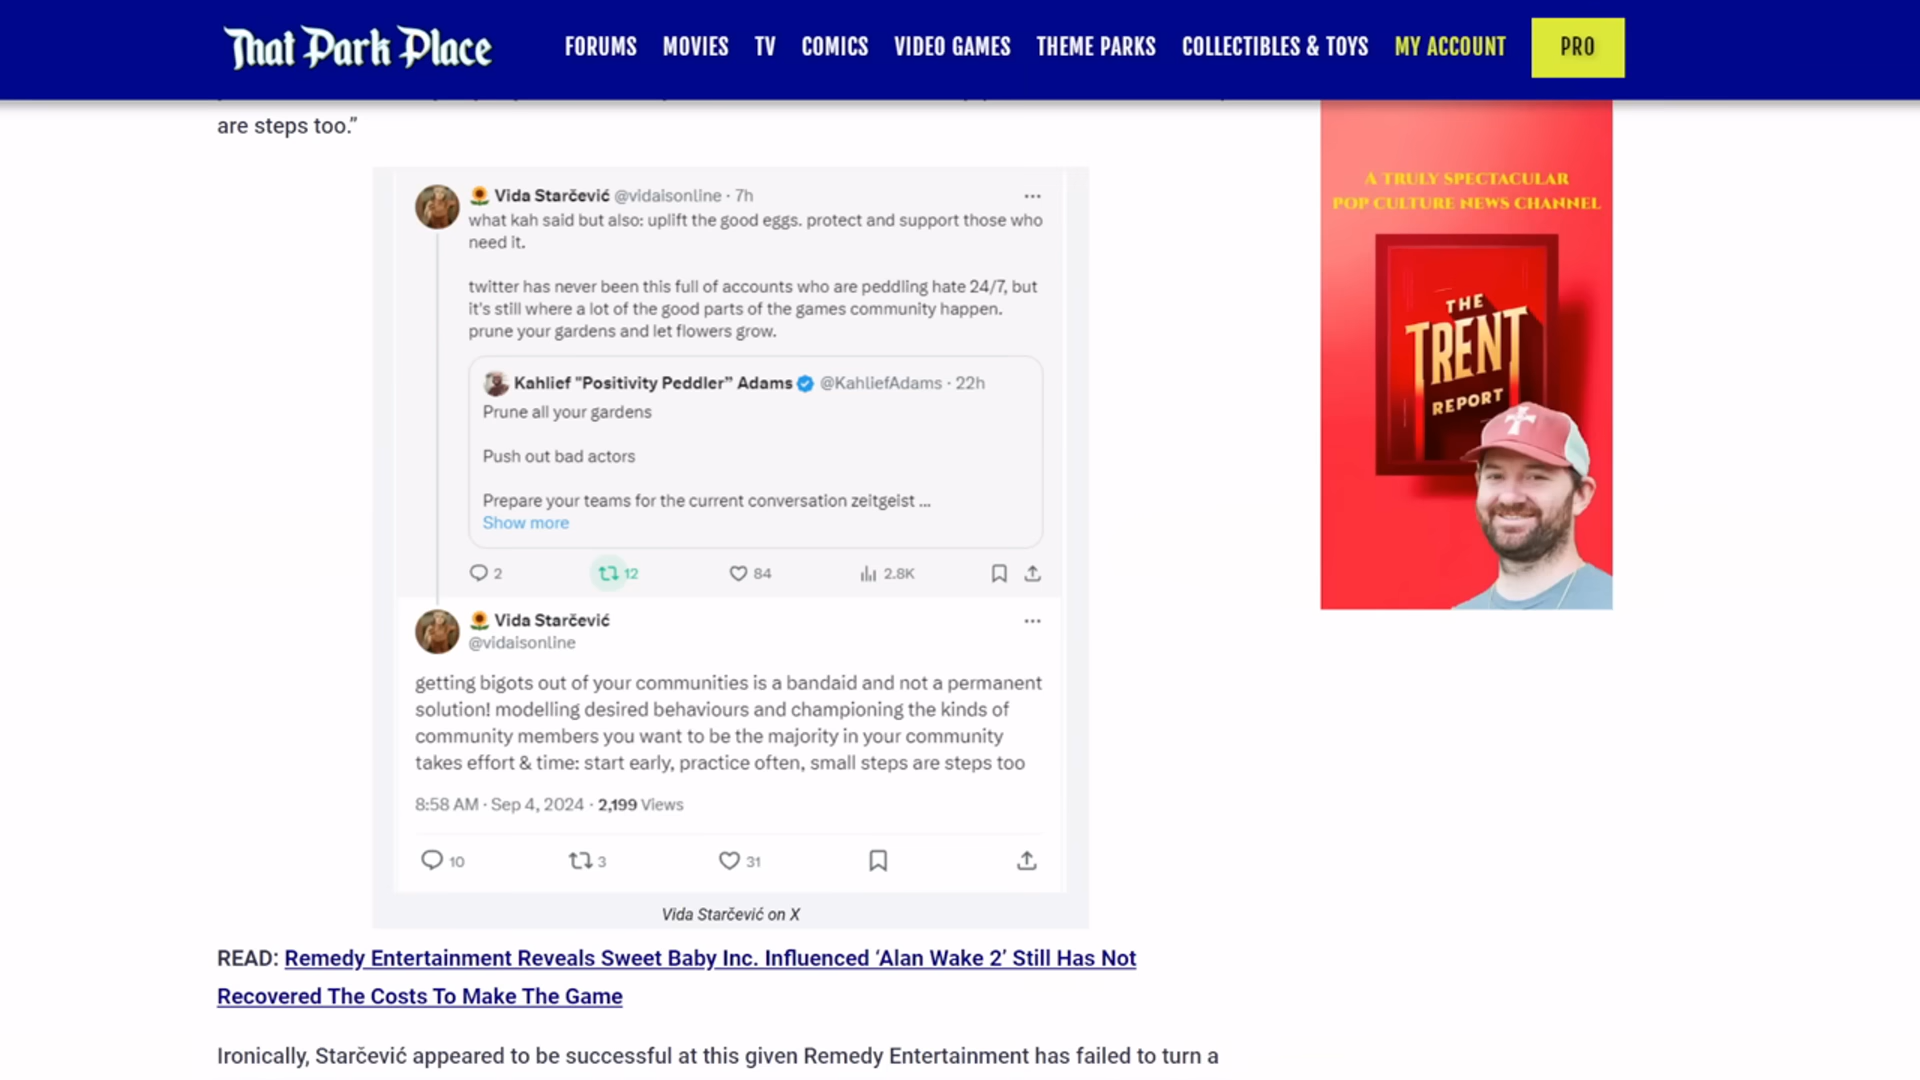 That Park Place
FORUMS MOVIES TV COMICS VIDEO GAMES THEME PARKS COLLECTIBLES & TOYS MY ACCOUNT PRO
are steps too.”
🌻 Vida Starčević @vidaisonline · 7h
what kah said but also: uplift the good eggs. protect and support those who
need it.
twitter has never been this full of accounts who are peddling hate 24/7, but
it's still where a lot of the good parts of the games community happen.
prune your gardens and let flowers grow.
Kahlief "Positivity Peddler” Adams @KahliefAdams · 22h
Prune all your gardens
Push out bad actors
Prepare your teams for the current conversation zeitgeist ...
Show more
2 12 84 2.8K
🌻 Vida Starčević
@vidaisonline
getting bigots out of your communities is a bandaid and not a permanent
solution! modelling desired behaviours and championing the kinds of
community members you want to be the majority in your community
takes effort & time: start early, practice often, small steps are steps too
8:58 AM · Sep 4, 2024 · 2,199 Views
10 3 31
Vida Starčević on X
READ: Remedy Entertainment Reveals Sweet Baby Inc. Influenced ‘Alan Wake 2’ Still Has Not
Recovered The Costs To Make The Game
Ironically, Starčević appeared to be successful at this given Remedy Entertainment has failed to turn a
A TRULY SPECTACULAR
POP CULTURE NEWS CHANNEL
THE
TRENT
REPORT